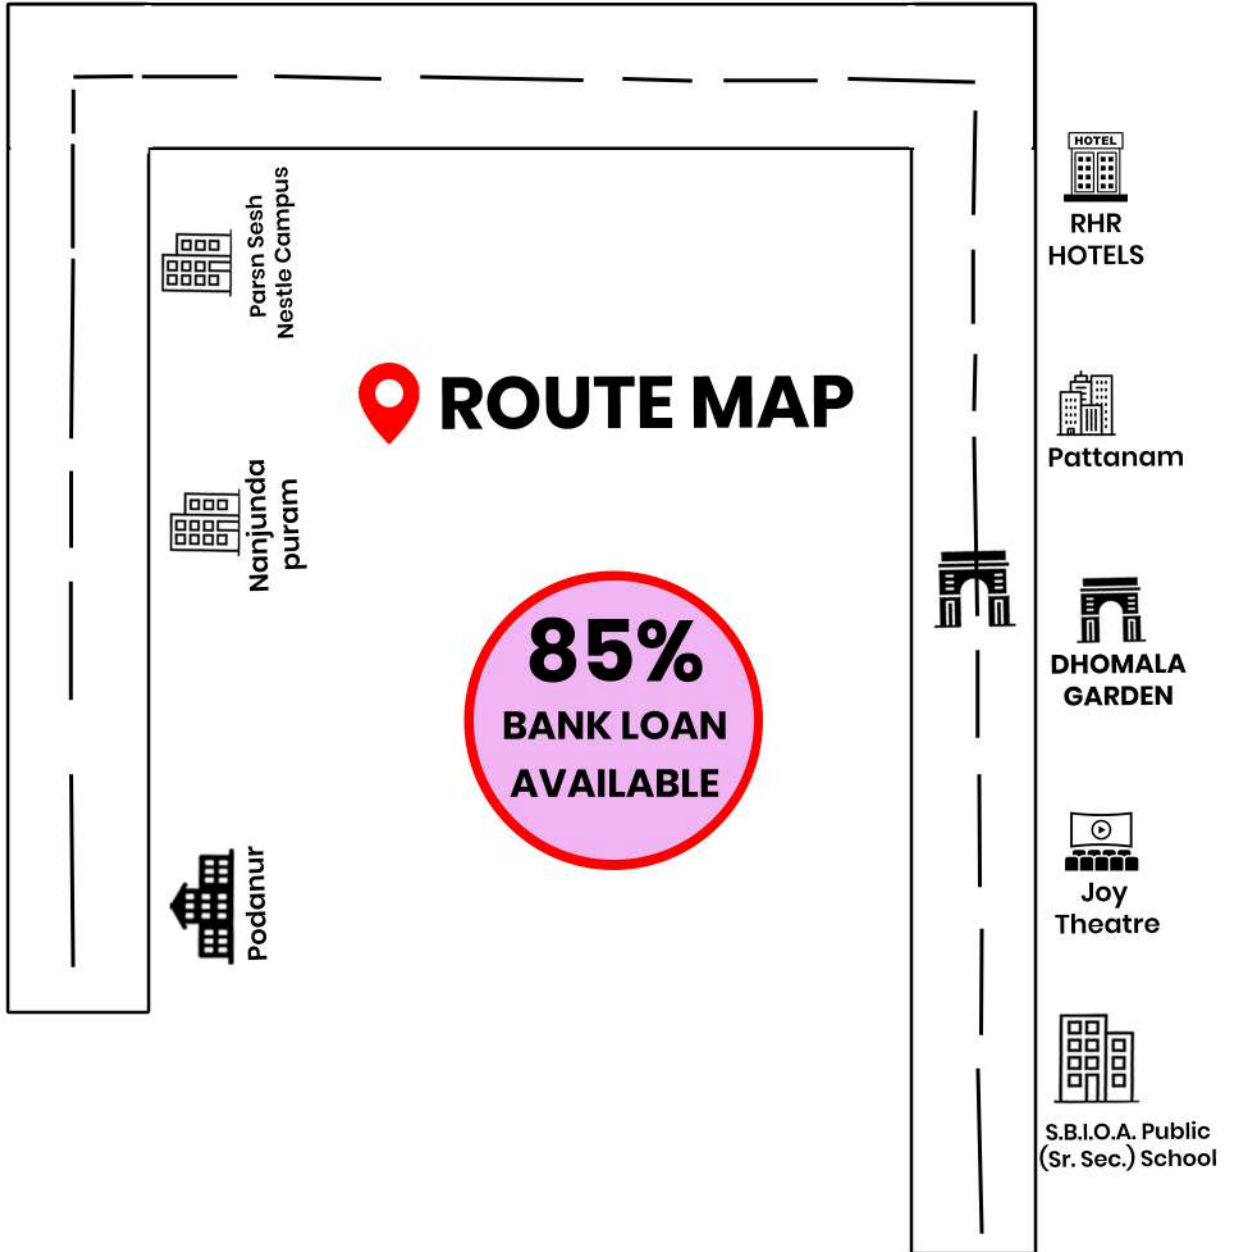 Parsn Sesh
Nestle Campus
Nanjunda
puram
Podanur
ROUTE MAP
85%
BANK LOAN
AVAILABLE
HOTEL
RHR
HOTELS
Pattanam
DHOMALA
GARDEN
Joy
Theatre
S.B.I.O.A. Public
(Sr. Sec.) School